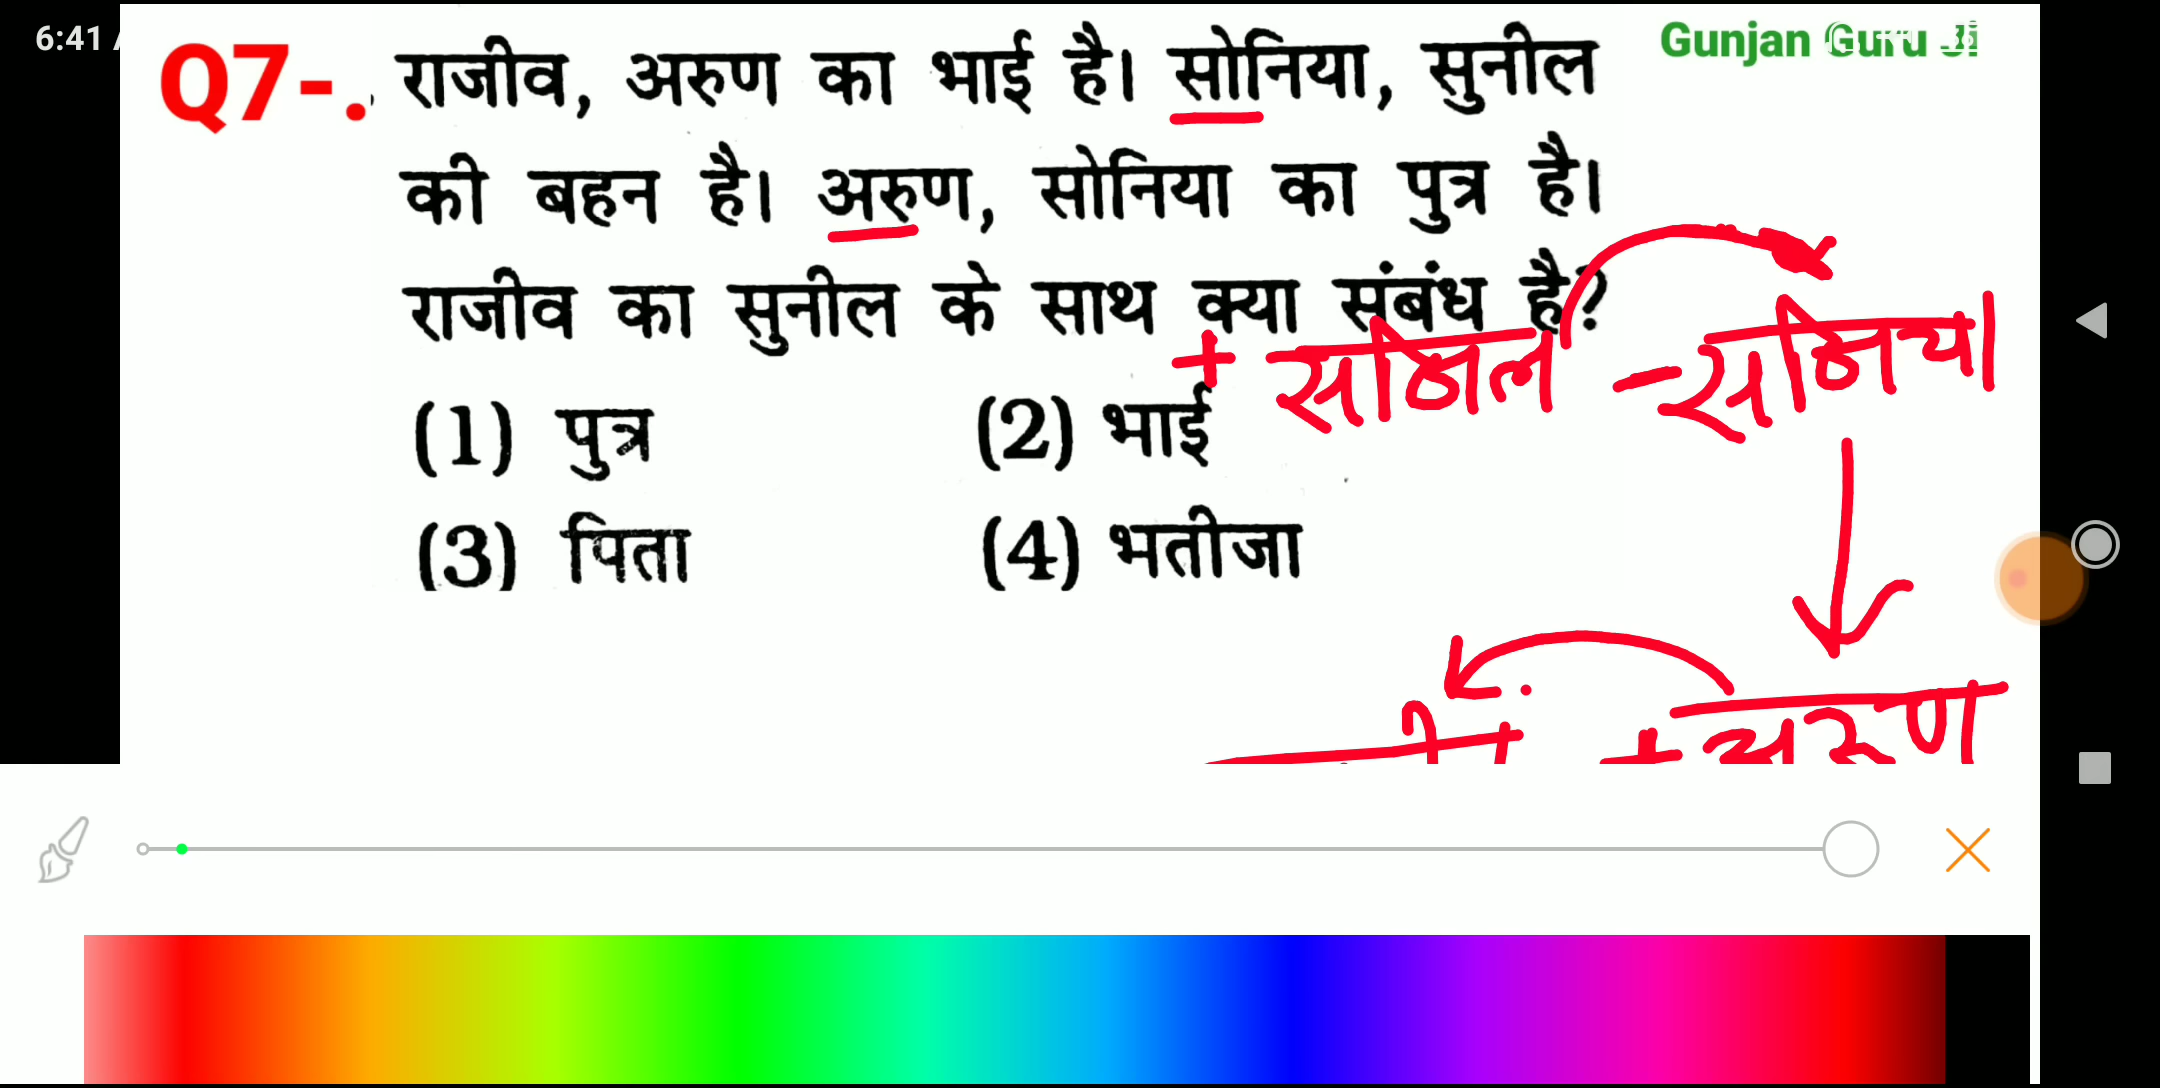 6:41
Gunjan Guru Ji
Q7-. राजीव, अरुण का भाई है। सोनिया, सुनील
की बहन है। अरुण, सोनिया का पुत्र है।
राजीव का सुनील के साथ क्या संबंध है?
(1) पुत्र (2) भाई
(3) पिता (4) भतीजा
+ अरुण